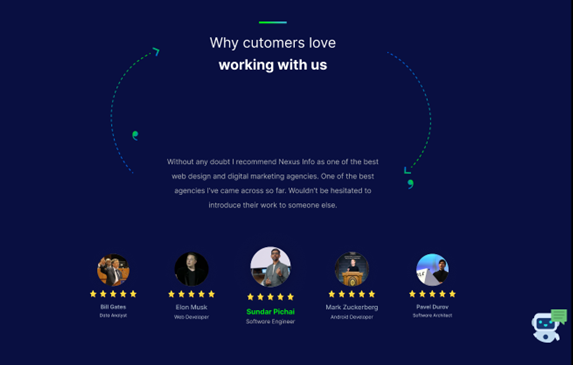 Why cutomers love
working with us
Without any doubt I recommend Nexus Info as one of the best
web design and digital marketing agencies. One of the best
agencies I've came across so far. Wouldn't be hesitated to
introduce their work to someone else.
Bill Gates
Data Analyst
Elon Musk
Web Developer
Sundar Pichai
Software Engineer
Mark Zuckerberg
Android Developer
Pavel Durov
Software Architect